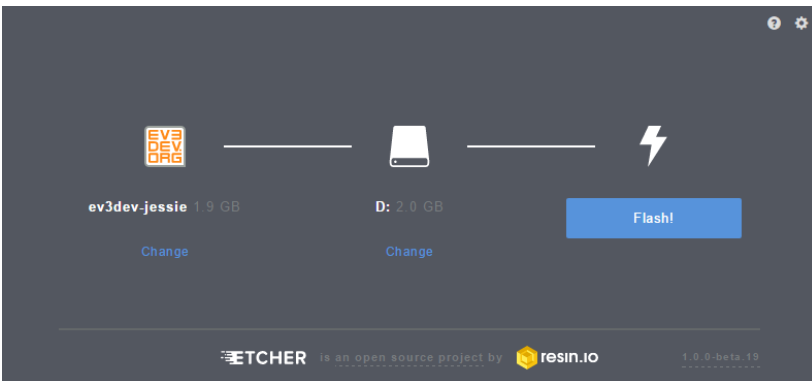 EV3
DEV.
ORG
ev3dev-jessie 1.9 GB
D: 2.0 GB
Flash!
Change
Change
ETCHER is an open source project by resin.io
1.0.0-beta.19